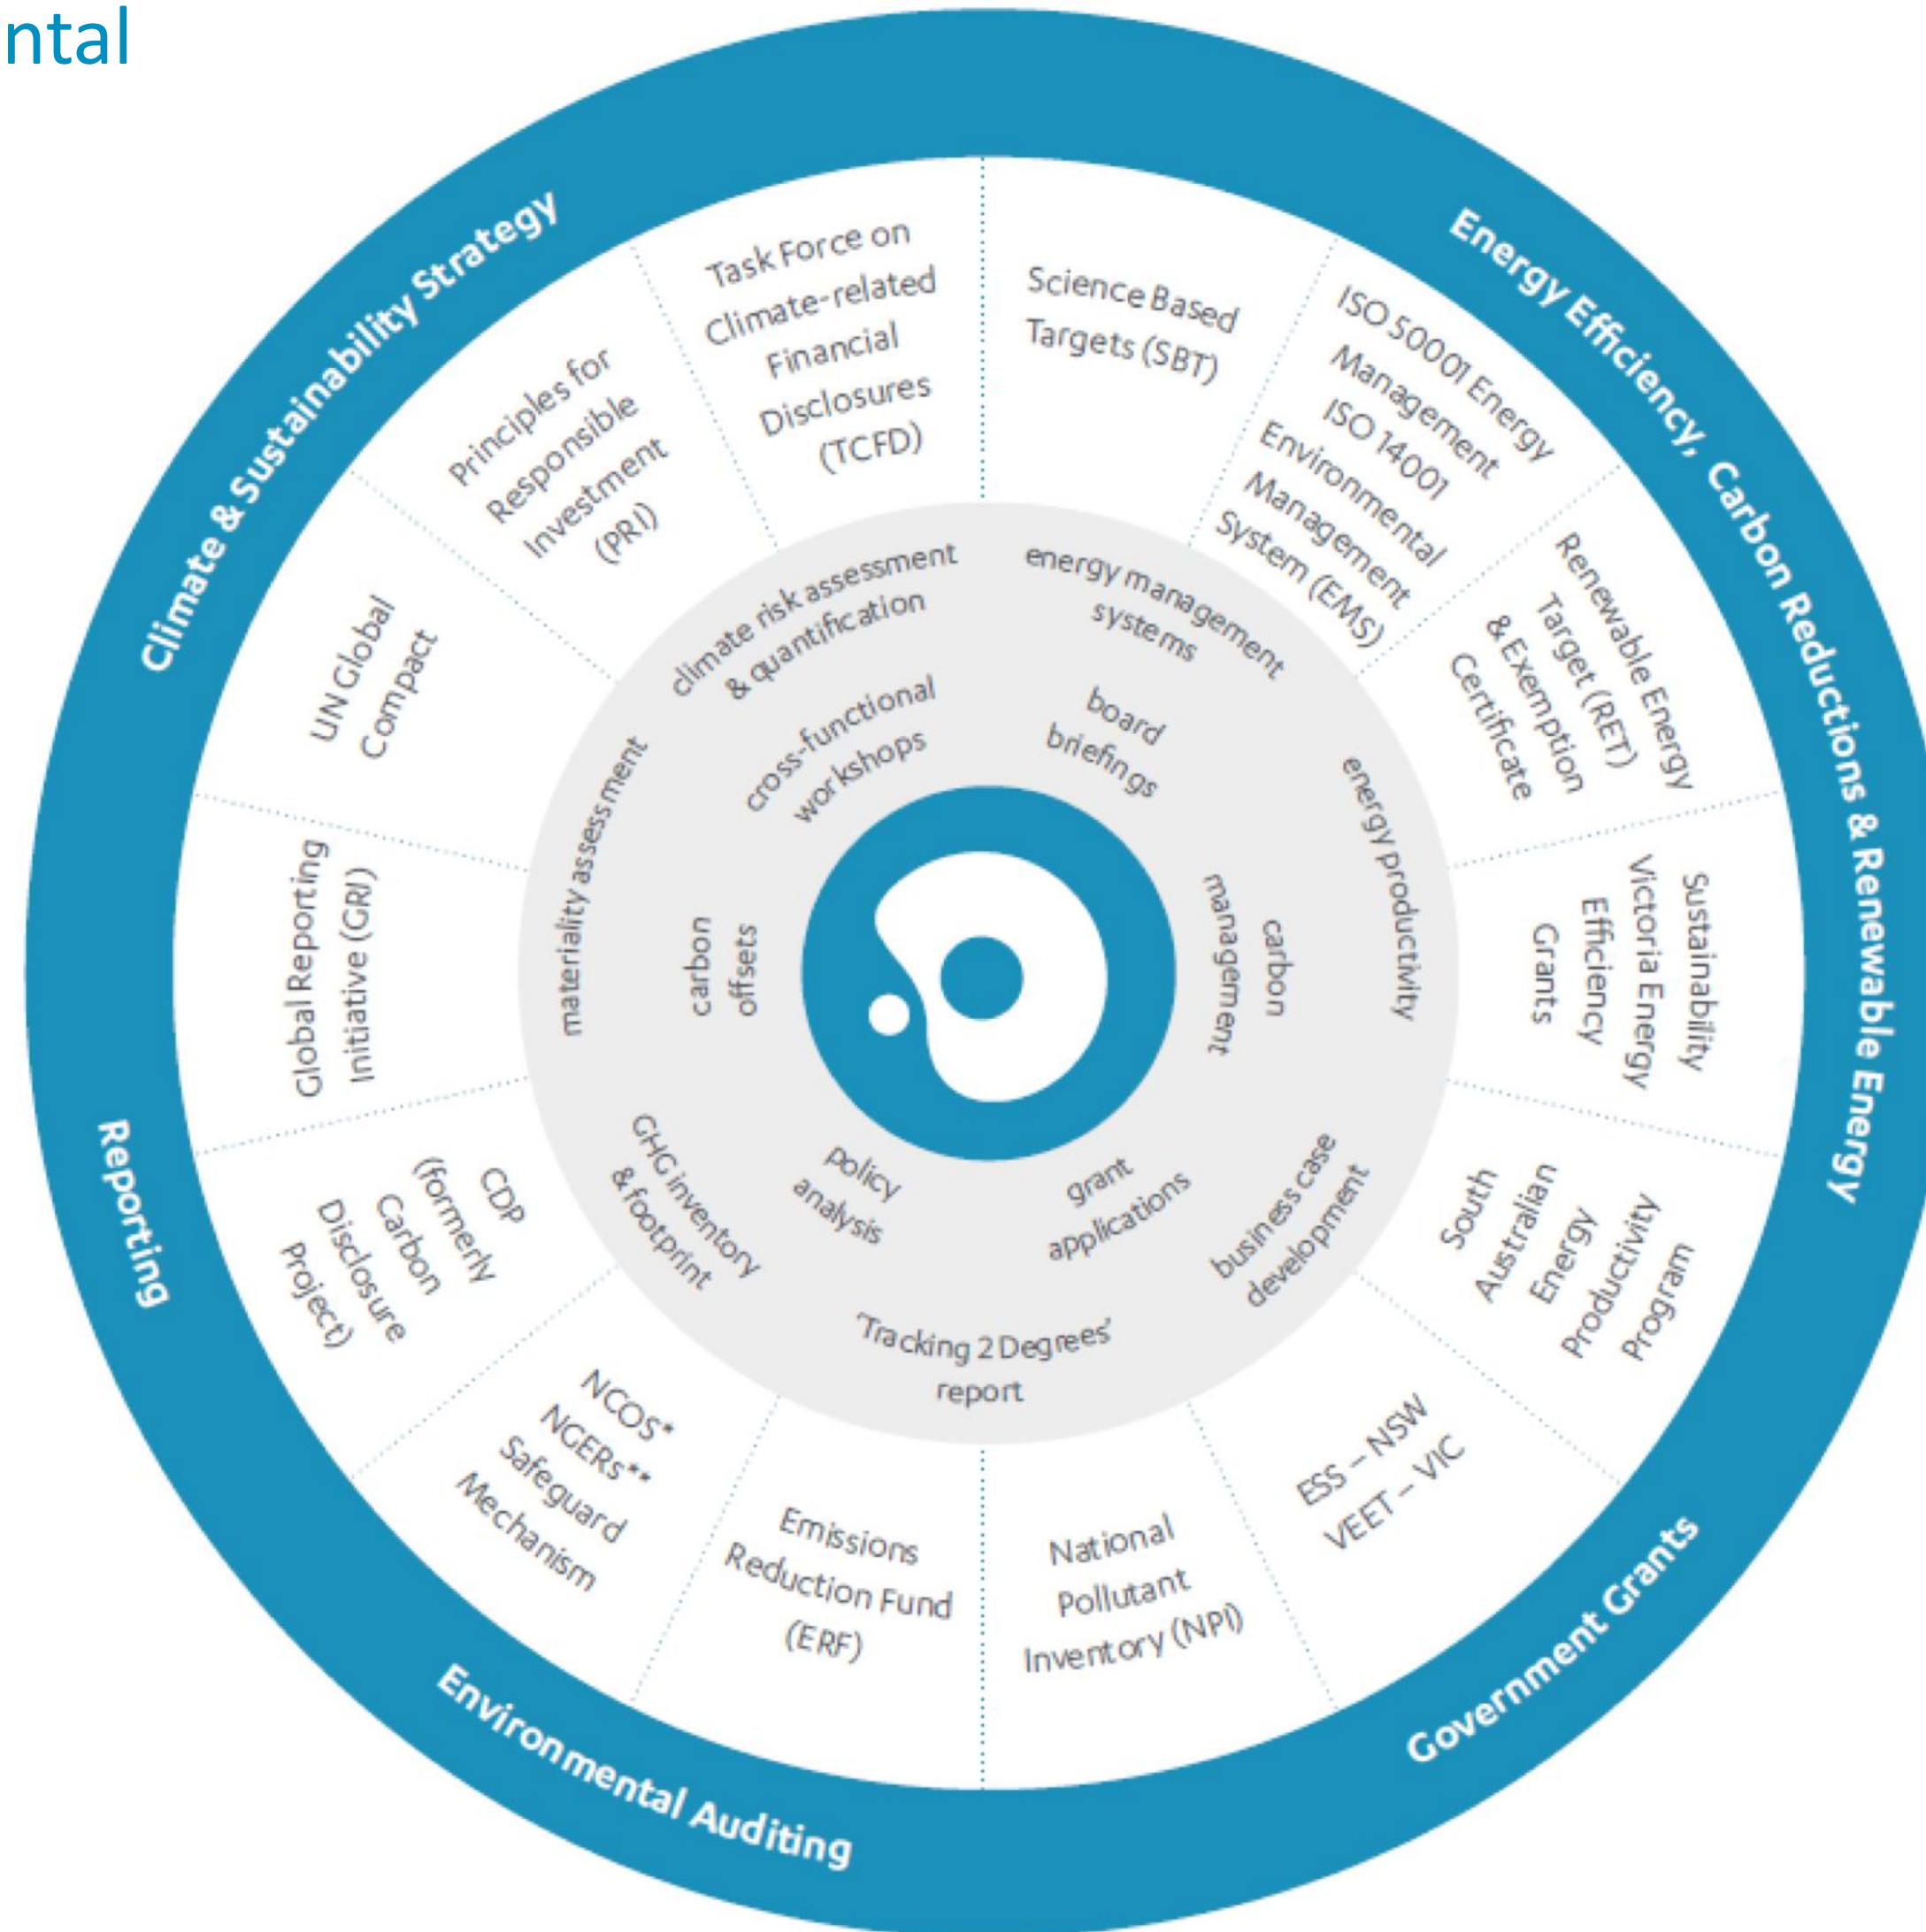 ntal
Climate & Sustainability Strategy
Energy Efficiency, Carbon Reductions & Renewable Energy
Government Grants
Environmental Auditing
Reporting
Task Force on
Climate-related
Financial
Disclosures
(TCFD)
Science Based
Targets (SBT)
ISO 50001 Energy
Management
ISO 14001
Environmental
Management
System (EMS)
Renewable Energy
Target (RET)
& Exemption
Certificate
Sustainability
Victoria Energy
Efficiency
Grants
South
Australian
Energy
Productivity
Program
ESS – NSW
VEET – VIC
National
Pollutant
Inventory (NPI)
Emissions
Reduction Fund
(ERF)
NCOS*
NGERs**
Safeguard
Mechanism
CDP
(formerly
Carbon
Disclosure
Project)
Global Reporting
Initiative (GRI)
UN Global
Compact
Principles for
Responsible
Investment
(PRI)
climate risk assessment
& quantification
energy management
systems
energy productivity
business case
development
'Tracking 2 Degrees'
report
GHG inventory
& footprint
materiality assessment
cross-functional
workshops
board
briefings
carbon
management
grant
applications
policy
analysis
carbon
offsets